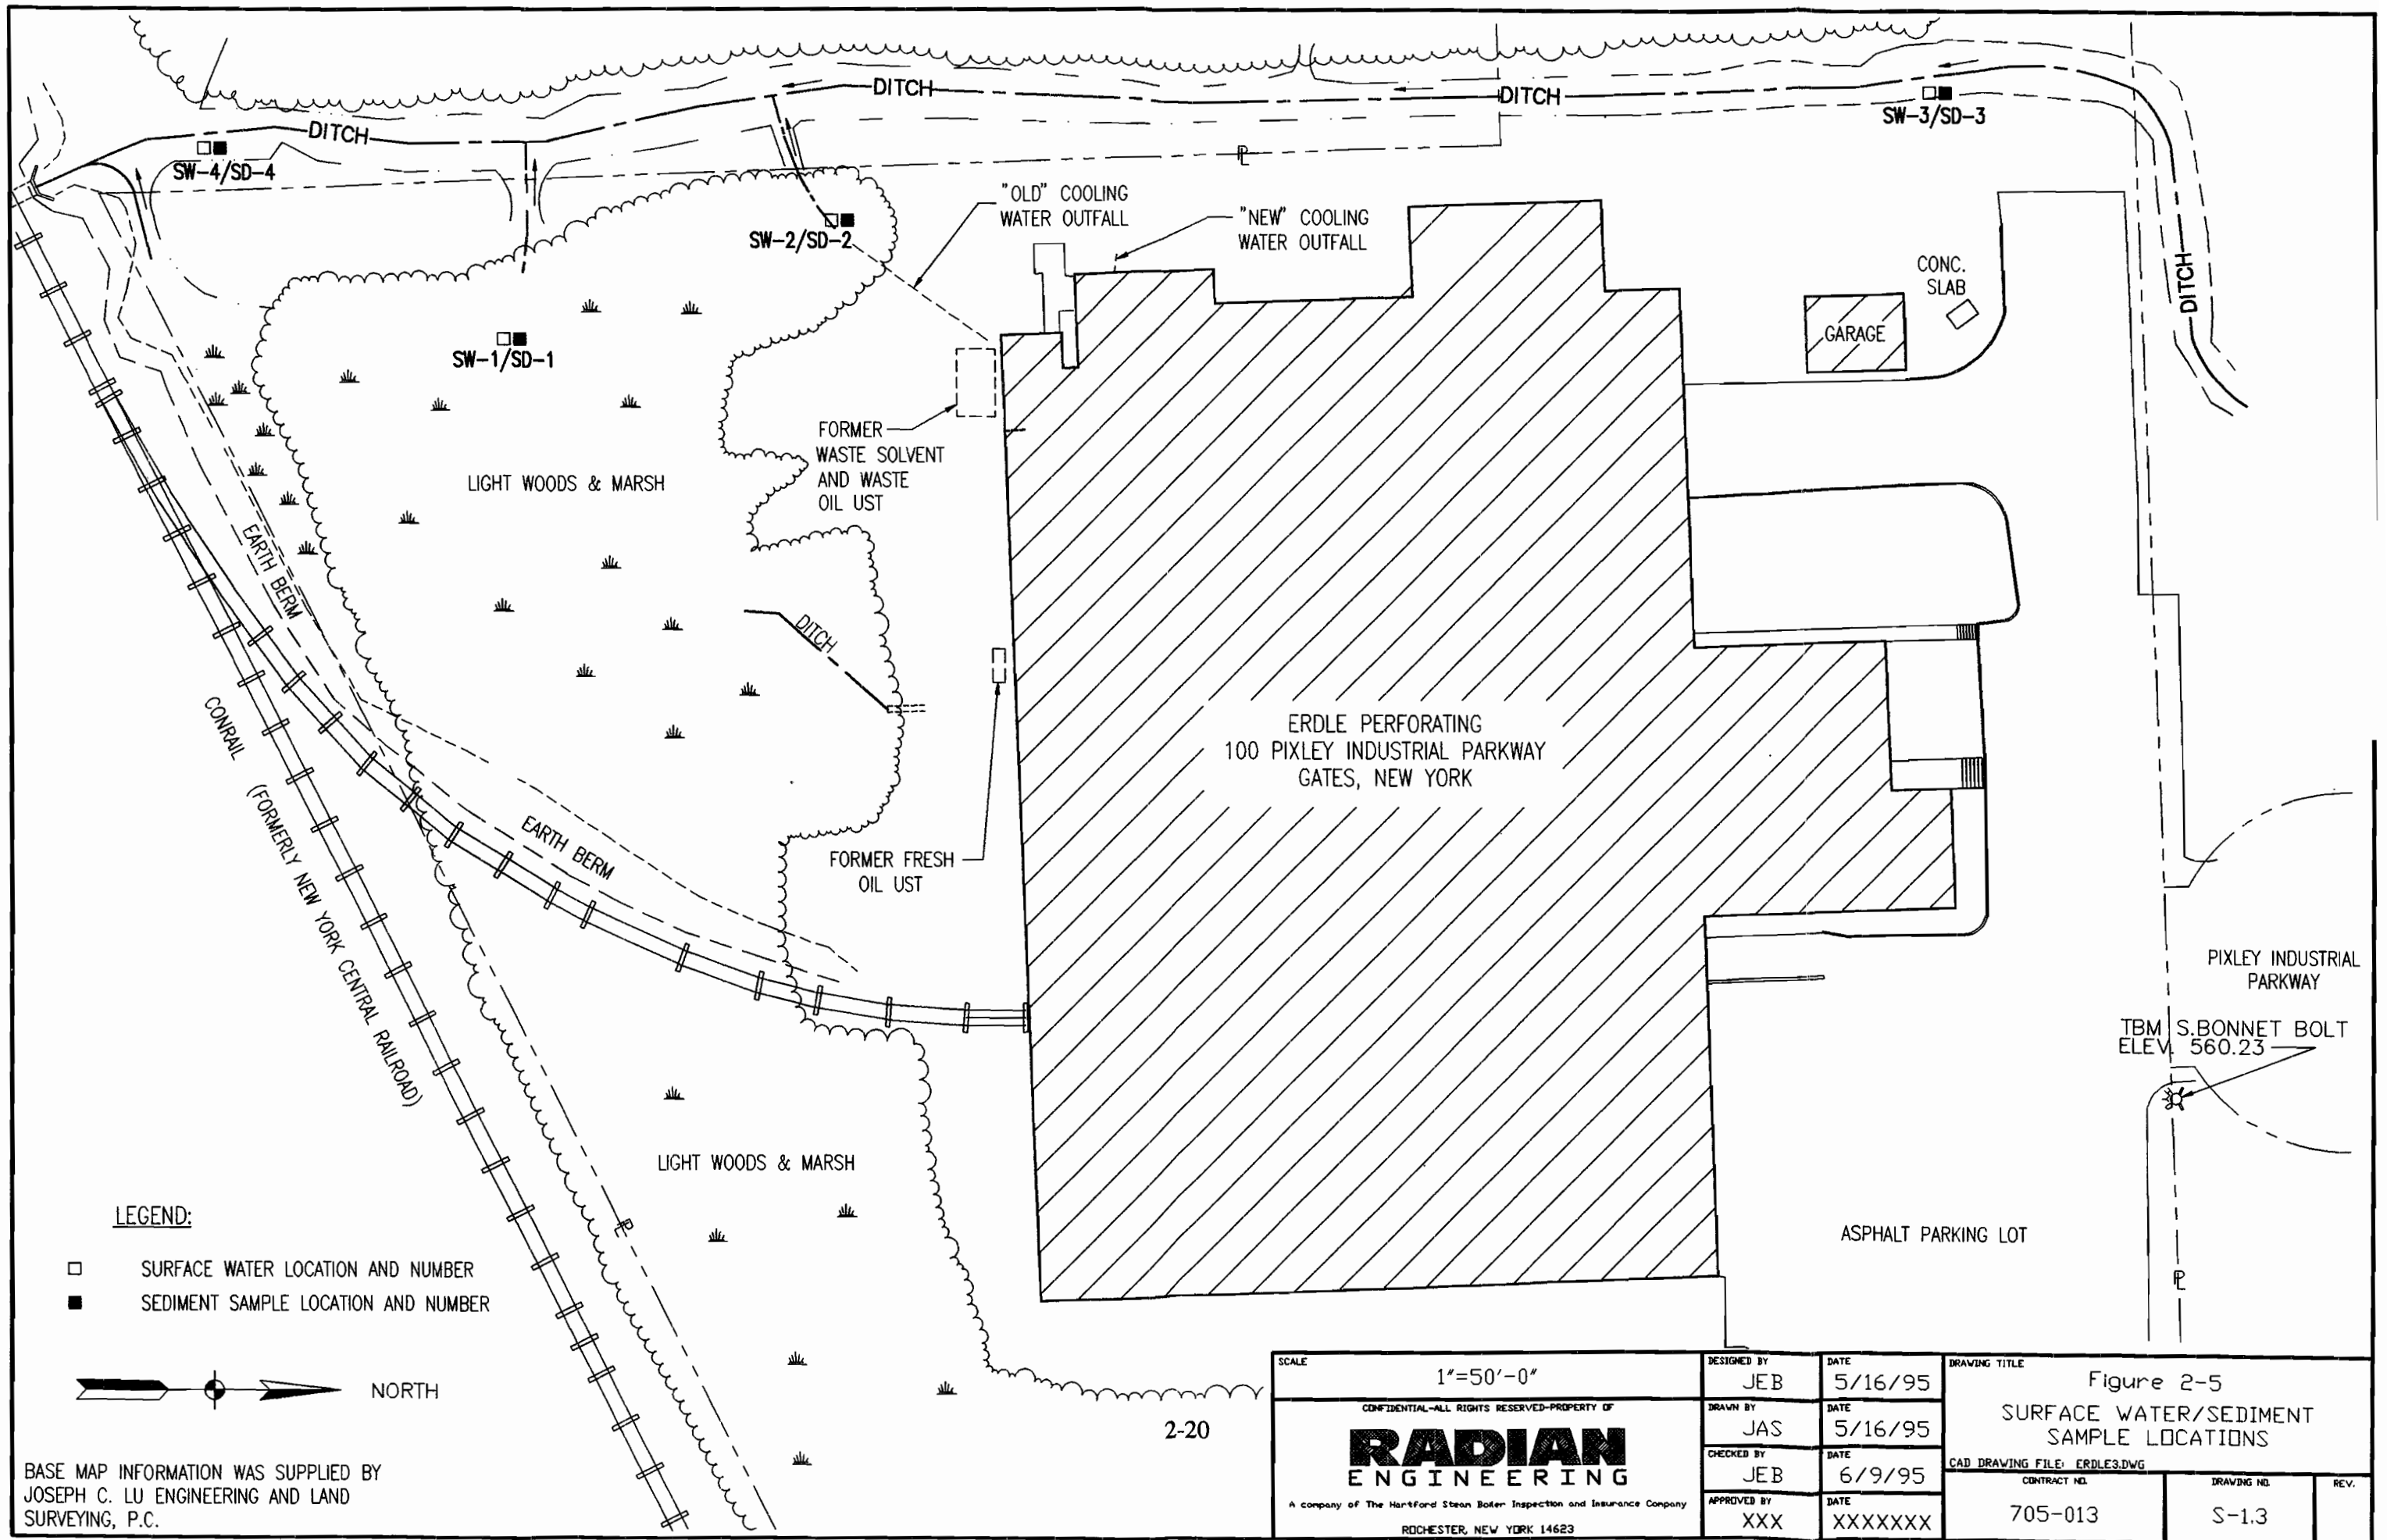 DITCH
DITCH
DITCH
DITCH
SW-3/SD-3
SW-4/SD-4
SW-2/SD-2
SW-1/SD-1
"OLD" COOLING
WATER OUTFALL
"NEW" COOLING
WATER OUTFALL
CONC.
SLAB
GARAGE
FORMER
WASTE SOLVENT
AND WASTE
OIL UST
LIGHT WOODS & MARSH
EARTH BERM
DITCH
CONRAIL (FORMERLY NEW YORK CENTRAL RAILROAD)
ERDLE PERFORATING
100 PIXLEY INDUSTRIAL PARKWAY
GATES, NEW YORK
EARTH BERM
FORMER FRESH
OIL UST
PIXLEY INDUSTRIAL
PARKWAY
TBM S.BONNET BOLT
ELEV. 560.23
LIGHT WOODS & MARSH
ASPHALT PARKING LOT
PL
PL
PL
LEGEND:
SURFACE WATER LOCATION AND NUMBER
SEDIMENT SAMPLE LOCATION AND NUMBER
NORTH
BASE MAP INFORMATION WAS SUPPLIED BY
JOSEPH C. LU ENGINEERING AND LAND
SURVEYING, P.C.
2-20
SCALE
1"=50'-0"
CONFIDENTIAL-ALL RIGHTS RESERVED-PROPERTY OF
RADIAN
ENGINEERING
A company of The Hartford Steam Boiler Inspection and Insurance Company
ROCHESTER, NEW YORK 14623
DESIGNED BY
JEB
DATE
5/16/95
DRAWN BY
JAS
DATE
5/16/95
CHECKED BY
JEB
DATE
6/9/95
APPROVED BY
XXX
DATE
XXXXXXX
DRAWING TITLE
Figure 2-5
SURFACE WATER/SEDIMENT
SAMPLE LOCATIONS
CAD DRAWING FILE: ERDLE3.DWG
CONTRACT NO.
705-013
DRAWING NO.
S-1.3
REV.